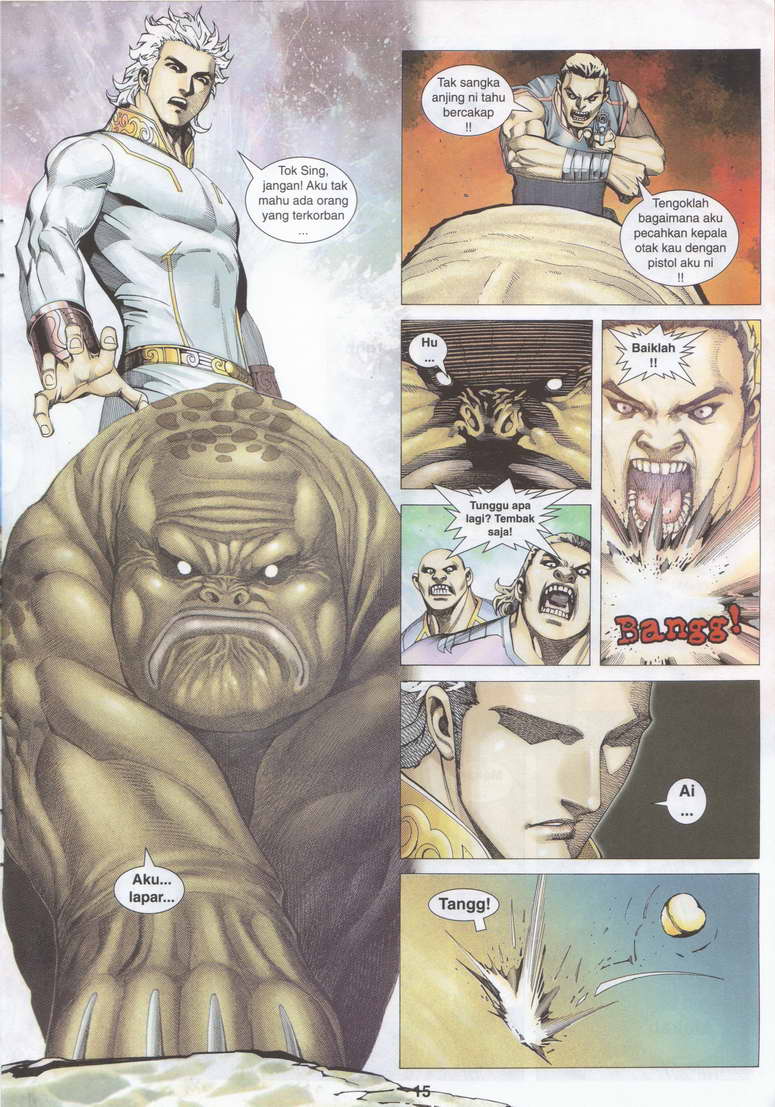 Tok Sing,
jangan! Aku tak
mahu ada orang
yang terkorban
...
Aku...
lapar...
Tak sangka
anjing ni tahu
bercakap
!!
Tengoklah
bagaimana aku
pecahkan kepala
otak kau dengan
pistol aku ni
!!
Hu
...
Tunggu apa
lagi? Tembak
saja!
Baiklah
!!
Bangg!
Ai
...
Tangg!
15